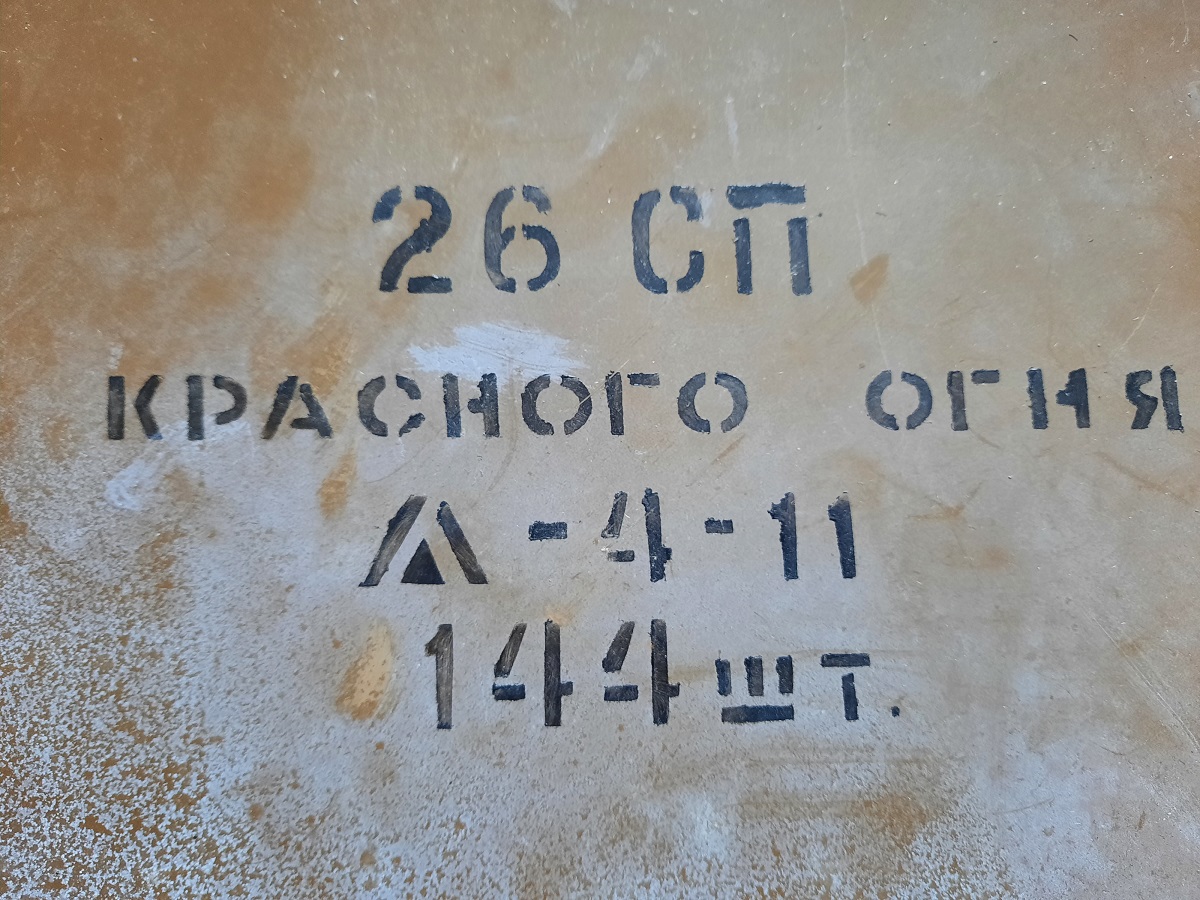 26 СП
КРАСНОГО ОГНЯ
Л-4-11
144 шт.